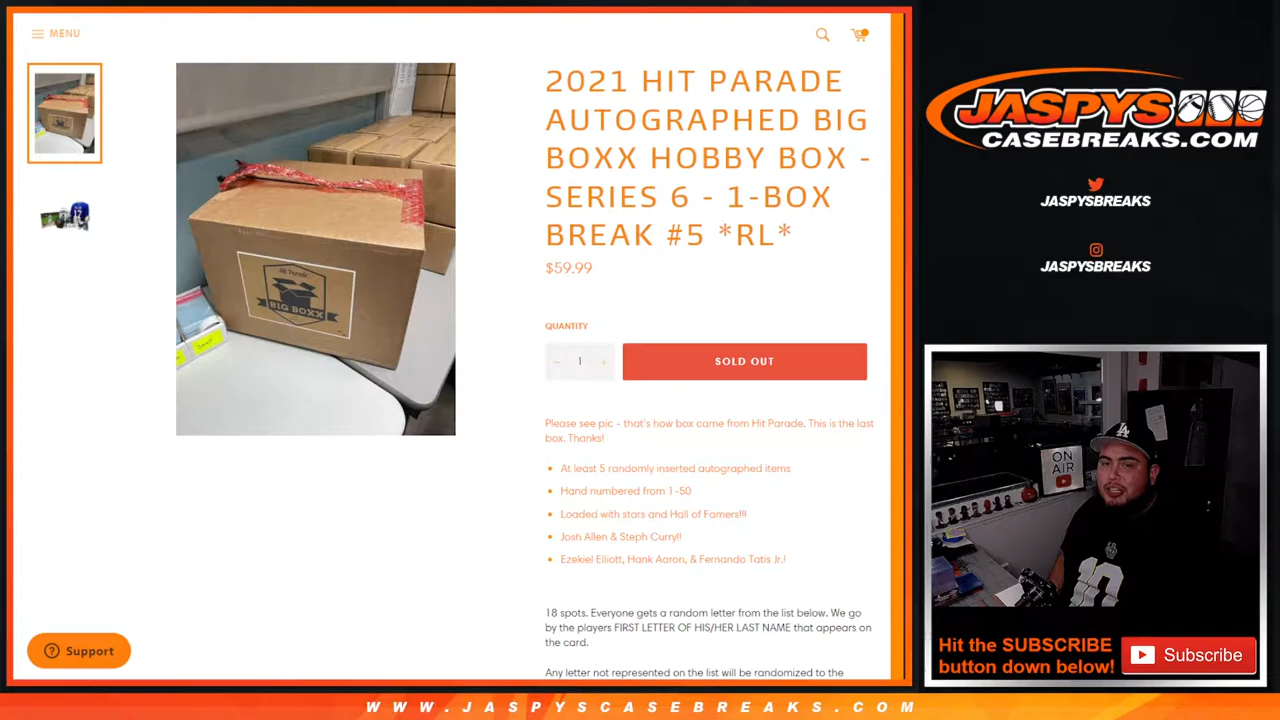 MENU
2021 HIT PARADE
AUTOGRAPHED BIG
BOXX HOBBY BOX -
SERIES 6 - 1-BOX
BREAK #5 *RL*
$59.99
QUANTITY
− 1 +
SOLD OUT
Please see pic - that's how box came from Hit Parade. This is the last
box. Thanks!
• At least 5 randomly inserted autographed items
• Hand numbered from 1-50
• Loaded with stars and Hall of Famers!!!
• Josh Allen & Steph Curry!!
• Ezekiel Elliott, Hank Aaron, & Fernando Tatis Jr.!
18 spots. Everyone gets a random letter from the list below. We go
by the players FIRST LETTER OF HIS/HER LAST NAME that appears on
the card.
Any letter not represented on the list will be randomized to the
Support
Hit Parade
BIG BOXX
JASPYS
CASEBREAKS.COM
JASPYSBREAKS
JASPYSBREAKS
ON
AIR
LA
10
Hit the SUBSCRIBE
button down below!
Subscribe
WWW.JASPYSCASEBREAKS.COM